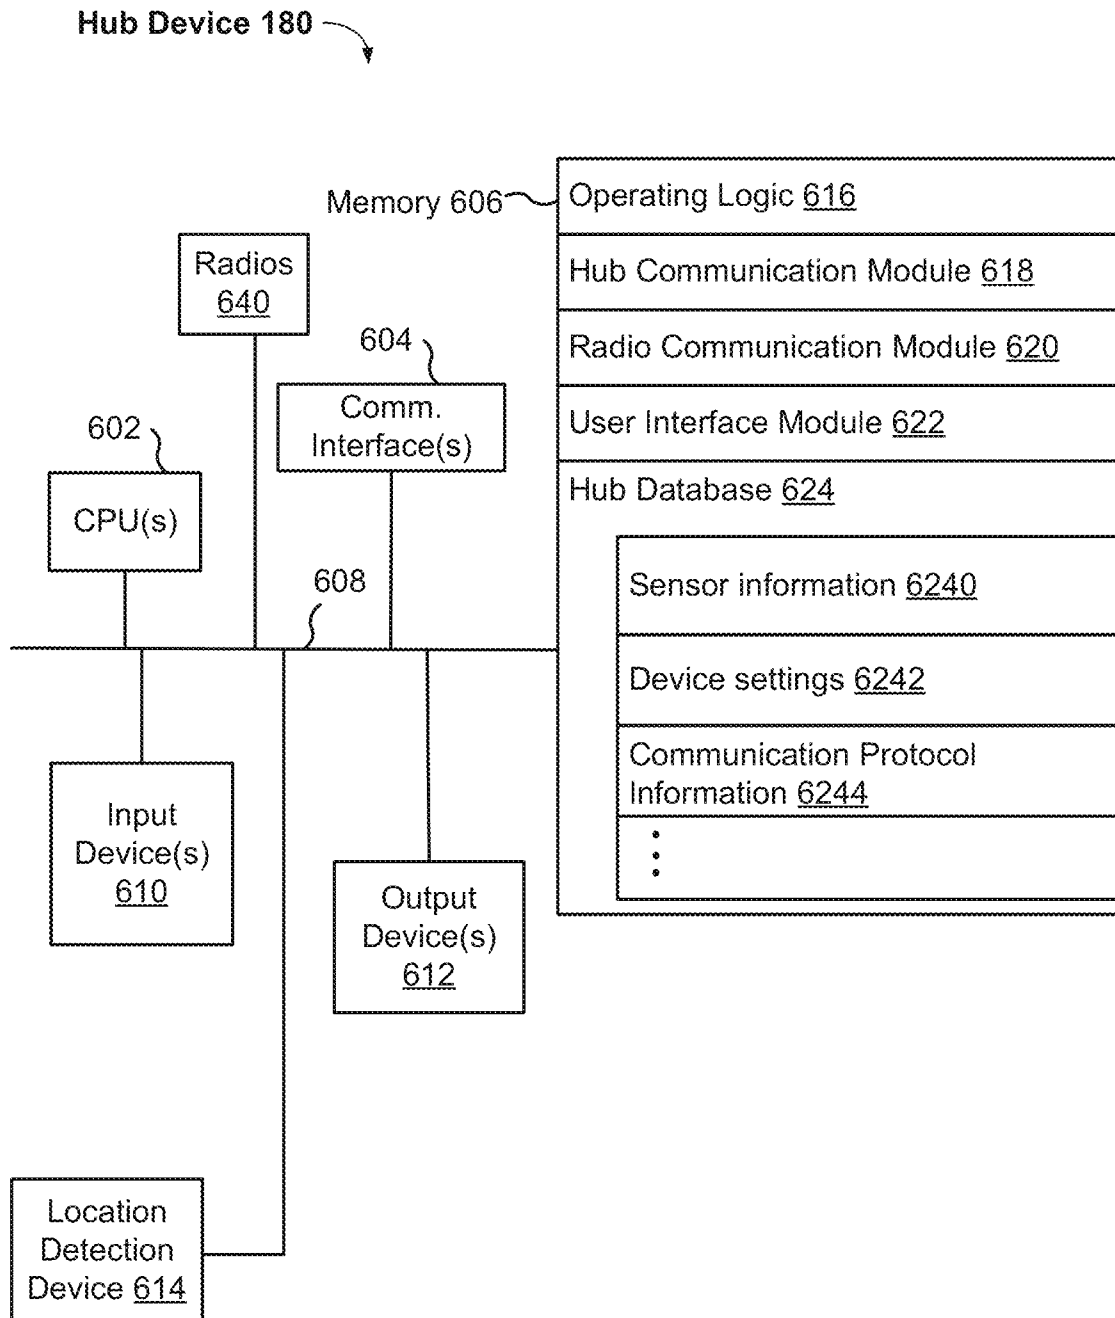 Hub Device 180
Memory 606
Operating Logic 616
Hub Communication Module 618
Radio Communication Module 620
User Interface Module 622
Hub Database 624
Sensor information 6240
Device settings 6242
Communication Protocol
Information 6244
Radios
640
604
Comm.
Interface(s)
602
CPU(s)
608
Input
Device(s)
610
Output
Device(s)
612
Location
Detection
Device 614